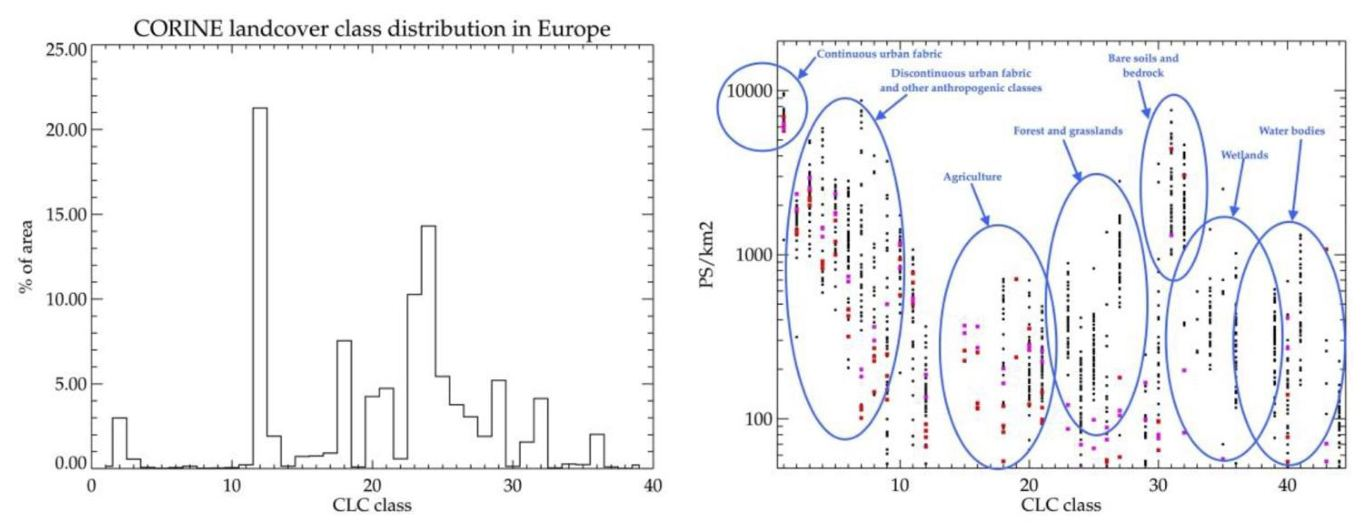 CORINE landcover class distribution in Europe
% of area
25.00
20.00
15.00
10.00
5.00
0.00
0 10 20 30 40
CLC class
PS/km2
10000
1000
100
Continuous urban fabric
Discontinuous urban fabric
and other anthropogenic classes
Bare soils and
bedrock
Forest and grasslands
Water bodies
Wetlands
Agriculture
10 20 30 40
CLC class